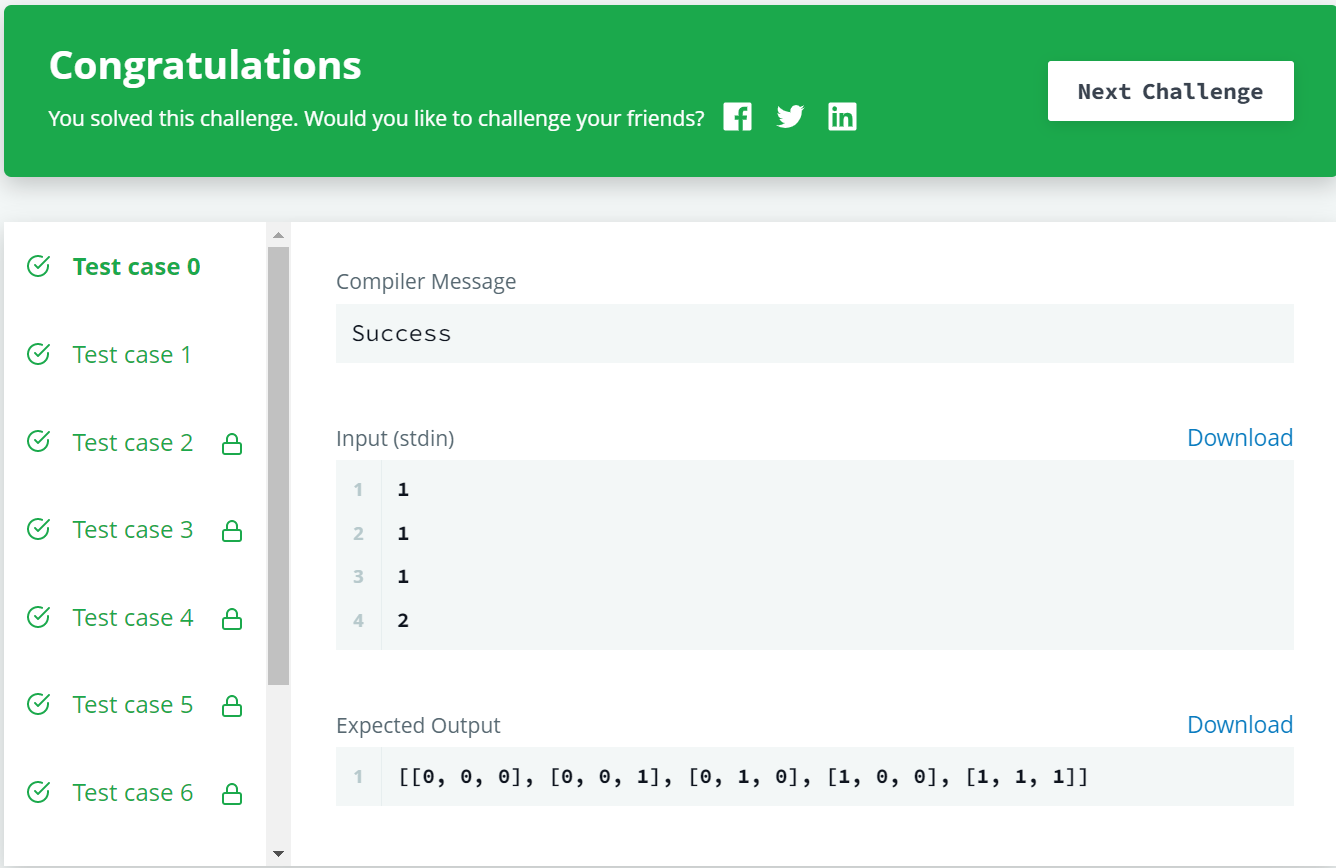 Congratulations
You solved this challenge. Would you like to challenge your friends?
Next Challenge
Test case 0
Test case 1
Test case 2
Test case 3
Test case 4
Test case 5
Test case 6
Compiler Message
Success
Input (stdin)
Download
1 1
2 1
3 1
4 2
Expected Output
Download
1 [[0, 0, 0], [0, 0, 1], [0, 1, 0], [1, 0, 0], [1, 1, 1]]